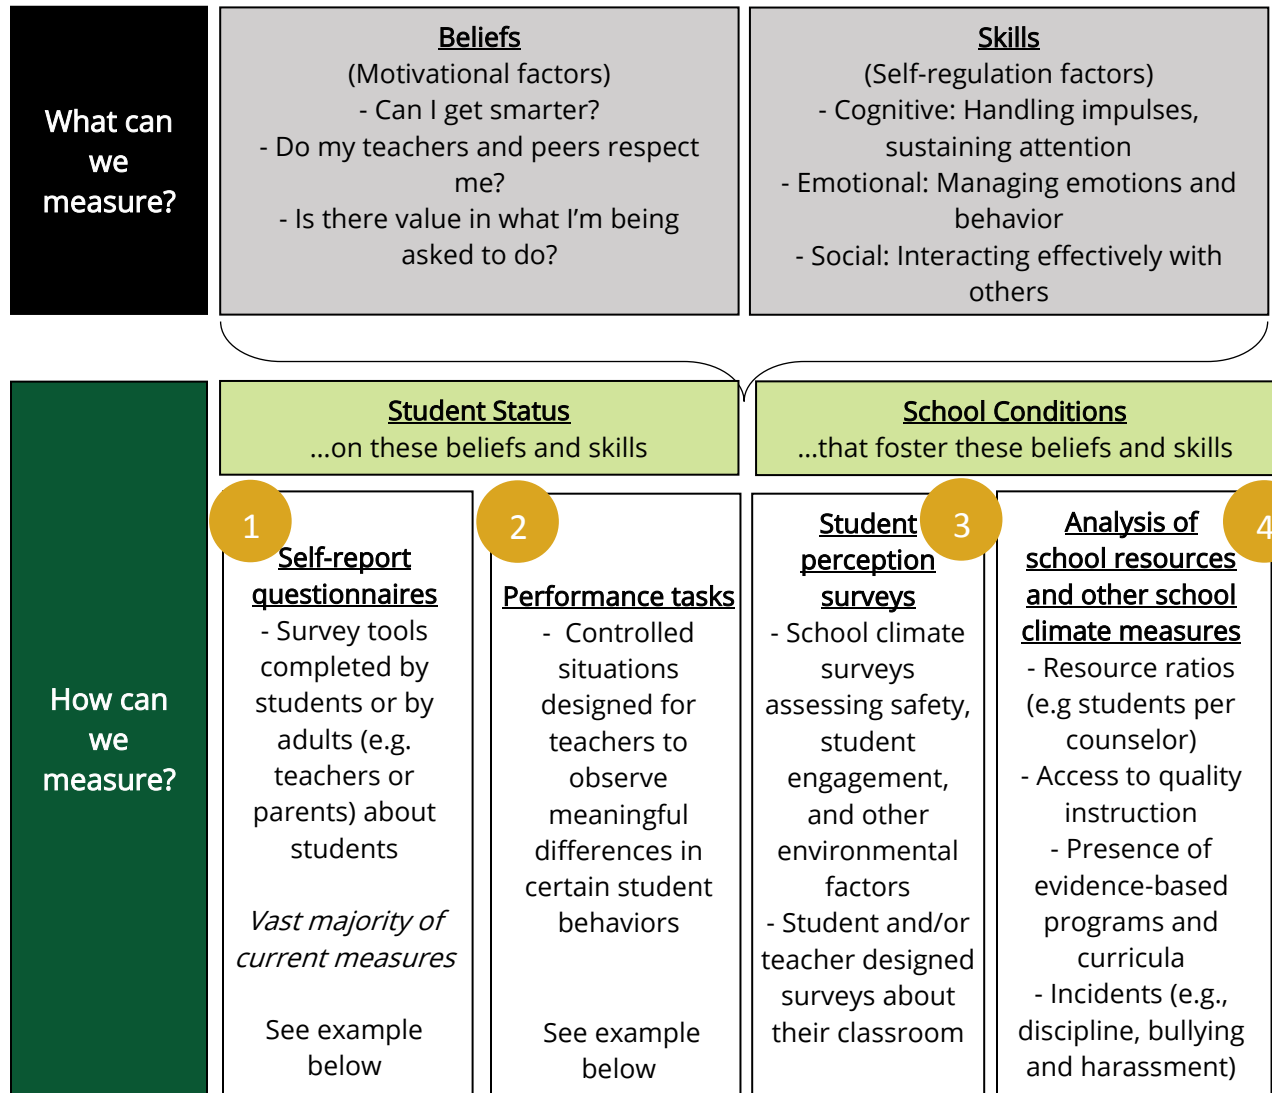 What can
we
measure?
Beliefs
(Motivational factors)
- Can I get smarter?
- Do my teachers and peers respect
me?
- Is there value in what I’m being
asked to do?
Skills
(Self-regulation factors)
- Cognitive: Handling impulses,
sustaining attention
- Emotional: Managing emotions and
behavior
- Social: Interacting effectively with
others
How can
we
measure?
Student Status
...on these beliefs and skills
School Conditions
...that foster these beliefs and skills
1
Self-report
questionnaires
- Survey tools
completed by
students or by
adults (e.g.
teachers or
parents) about
students
Vast majority of
current measures
See example
below
2
Performance tasks
- Controlled
situations
designed for
teachers to
observe
meaningful
differences in
certain student
behaviors
See example
below
3
Student
perception
surveys
- School climate
surveys
assessing safety,
student
engagement,
and other
environmental
factors
- Student and/or
teacher designed
surveys about
their classroom
4
Analysis of
school resources
and other school
climate measures
- Resource ratios
(e.g students per
counselor)
- Access to quality
instruction
- Presence of
evidence-based
programs and
curricula
- Incidents (e.g.,
discipline, bullying
and harassment)